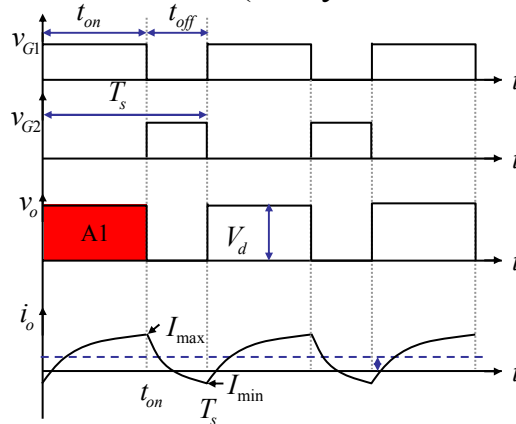 t_on t_off
v_G1
t
T_s
v_G2
t
v_o
A1
V_d
t
i_o
I_max
t
t_on
I_min
T_s